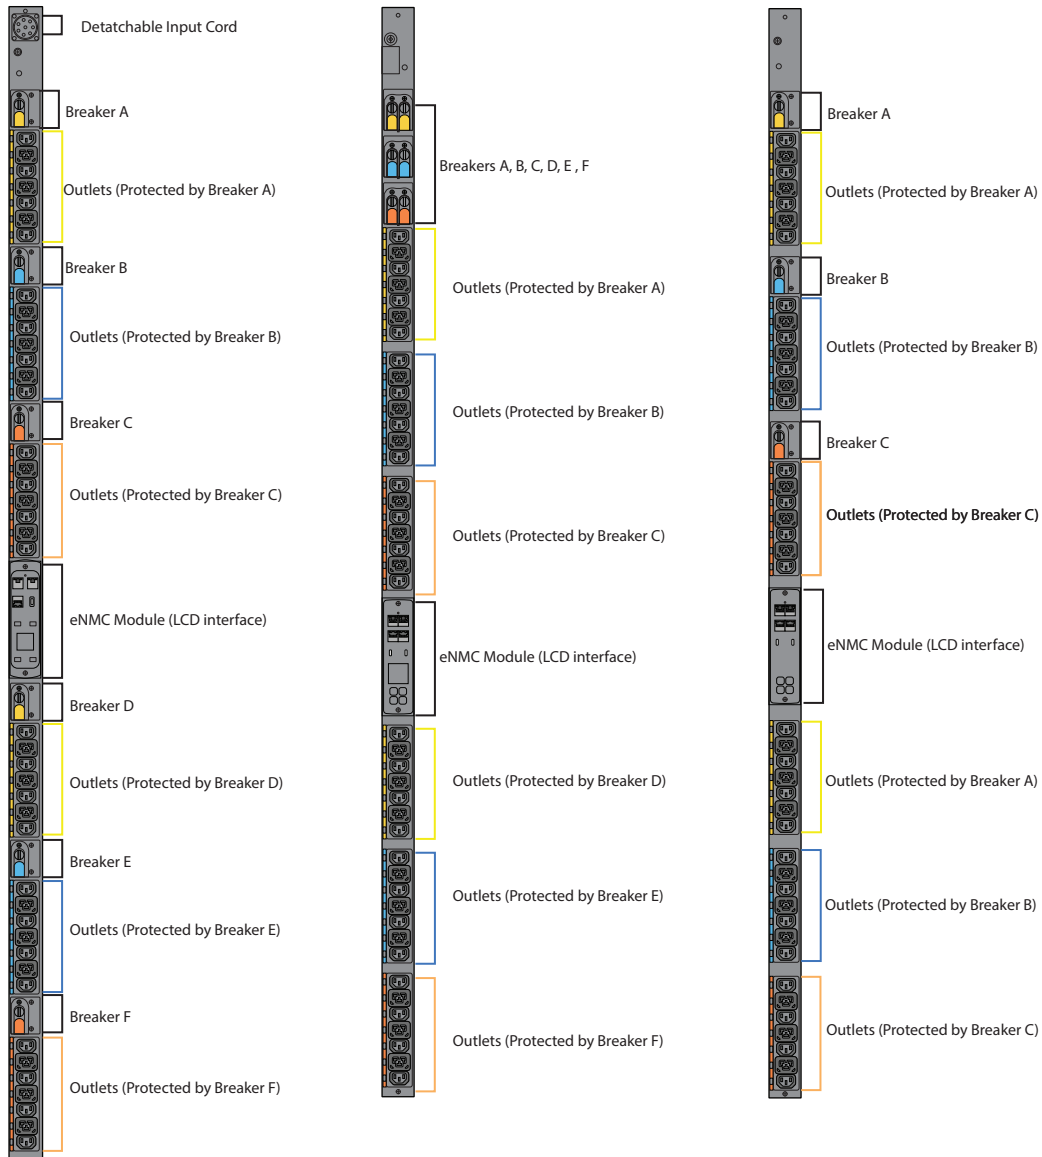 Detatchable Input Cord
Breaker A
Outlets (Protected by Breaker A)
Breaker B
Outlets (Protected by Breaker B)
Breaker C
Outlets (Protected by Breaker C)
eNMC Module (LCD interface)
Breaker D
Outlets (Protected by Breaker D)
Breaker E
Outlets (Protected by Breaker E)
Breaker F
Outlets (Protected by Breaker F)
Breakers A, B, C, D, E , F
Outlets (Protected by Breaker A)
Outlets (Protected by Breaker B)
Outlets (Protected by Breaker C)
eNMC Module (LCD interface)
Outlets (Protected by Breaker D)
Outlets (Protected by Breaker E)
Outlets (Protected by Breaker F)
Breaker A
Outlets (Protected by Breaker A)
Breaker B
Outlets (Protected by Breaker B)
Breaker C
Outlets (Protected by Breaker C)
eNMC Module (LCD interface)
Outlets (Protected by Breaker A)
Outlets (Protected by Breaker B)
Outlets (Protected by Breaker C)